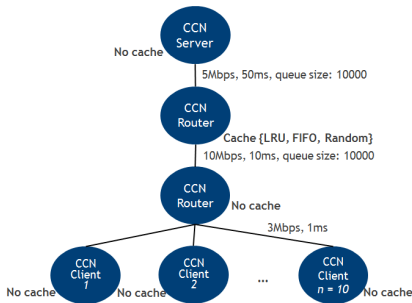 CCN
Server
No cache
5Mbps, 50ms, queue size: 10000
CCN
Router
Cache {LRU, FIFO, Random}
10Mbps, 10ms, queue size: 10000
CCN
Router
No cache
3Mbps, 1ms
CCN
Client
1
No cache
CCN
Client
2
No cache
...
CCN
Client
n = 10
No cache